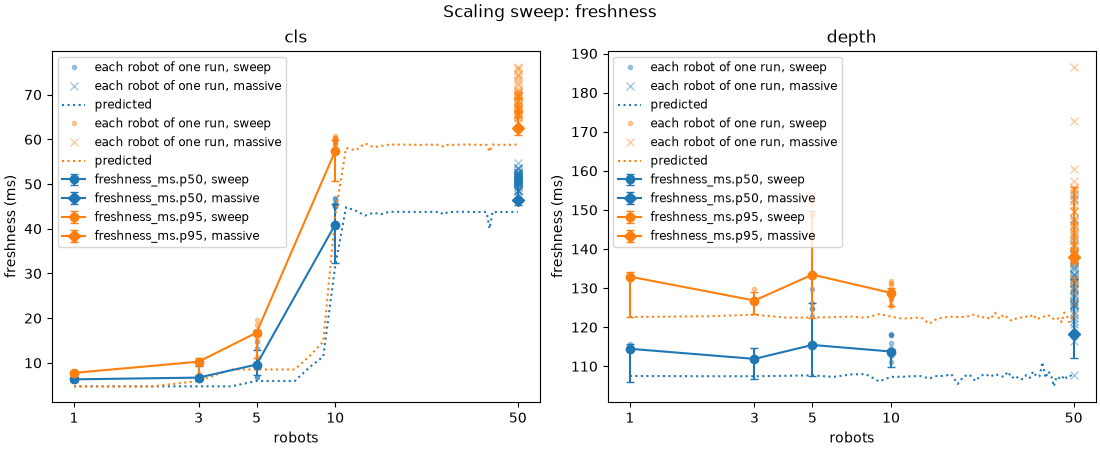 Scaling sweep: freshness
cls
freshness (ms)
70
60
50
40
30
20
10
each robot of one run, sweep
each robot of one run, massive
predicted
each robot of one run, sweep
each robot of one run, massive
predicted
freshness_ms.p50, sweep
freshness_ms.p50, massive
freshness_ms.p95, sweep
freshness_ms.p95, massive
1
3
5
10
50
robots
depth
freshness (ms)
190
180
170
160
150
140
130
120
110
each robot of one run, sweep
each robot of one run, massive
predicted
each robot of one run, sweep
each robot of one run, massive
predicted
freshness_ms.p50, sweep
freshness_ms.p50, massive
freshness_ms.p95, sweep
freshness_ms.p95, massive
1
3
5
10
50
robots